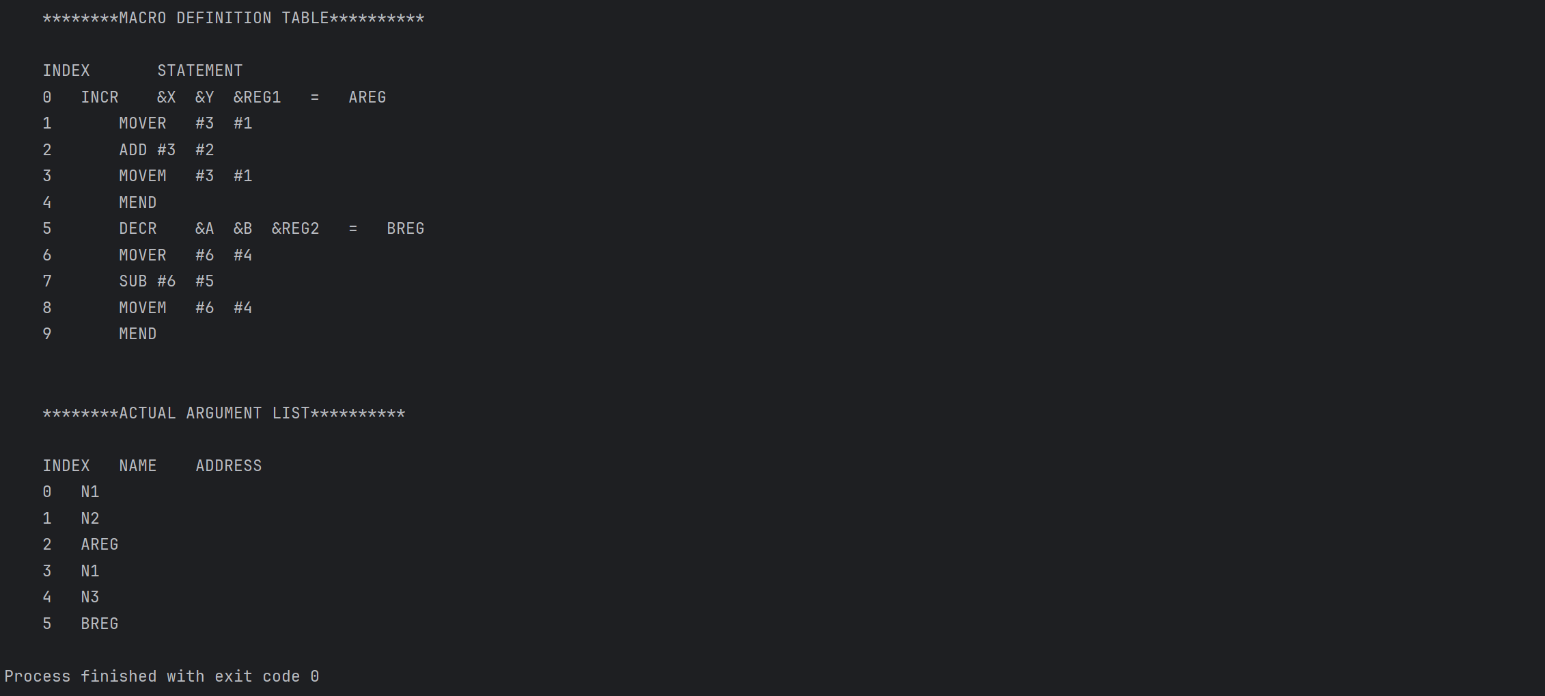 ********MACRO DEFINITION TABLE**********
INDEX STATEMENT
0 INCR &X &Y &REG1 = AREG
1 MOVER #3 #1
2 ADD #3 #2
3 MOVEM #3 #1
4 MEND
5 DECR &A &B &REG2 = BREG
6 MOVER #6 #4
7 SUB #6 #5
8 MOVEM #6 #4
9 MEND
********ACTUAL ARGUMENT LIST**********
INDEX NAME ADDRESS
0 N1
1 N2
2 AREG
3 N1
4 N3
5 BREG
Process finished with exit code 0